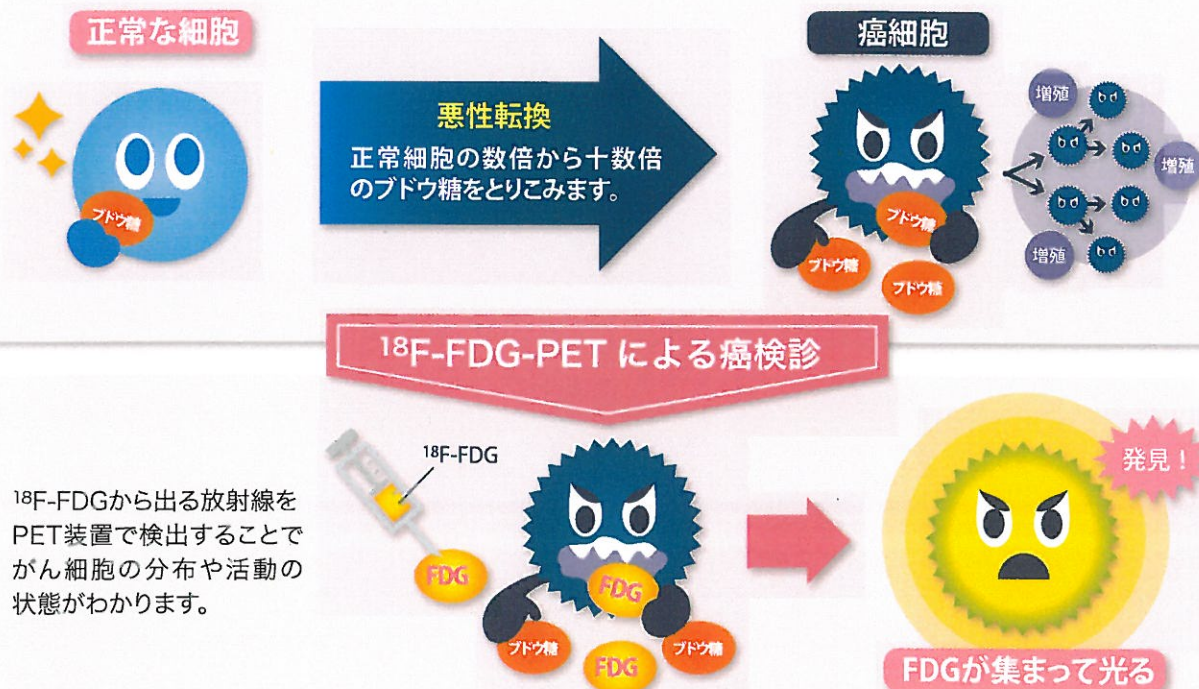 正常な細胞
癌細胞
悪性転換
正常細胞の数倍から十数倍
のブドウ糖をとりこみます。
ブドウ糖
ブドウ糖
ブドウ糖
ブドウ糖
増殖
増殖
増殖
18F-FDG-PET による癌検診
18F-FDG
18F-FDGから出る放射線を
PET装置で検出することで
がん細胞の分布や活動の
状態がわかります。
FDG
FDG
ブドウ糖
FDG
ブドウ糖
発見!
FDGが集まって光る